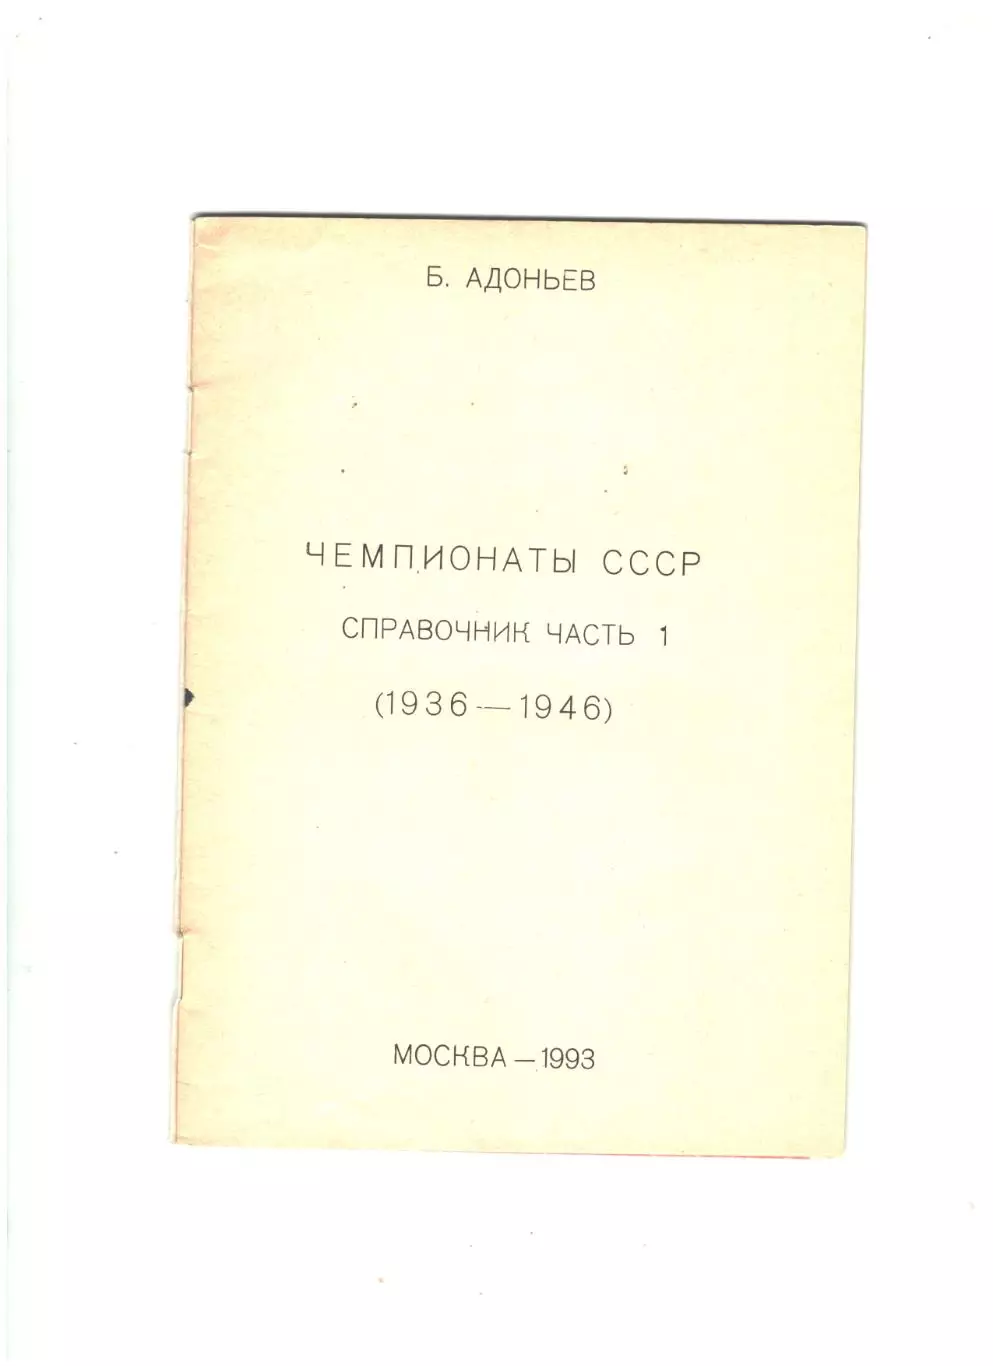 Б. АДОНЬЕВ
ЧЕМПИОНАТЫ СССР
СПРАВОЧНИК ЧАСТЬ 1
(1936 — 1946)
МОСКВА — 1993